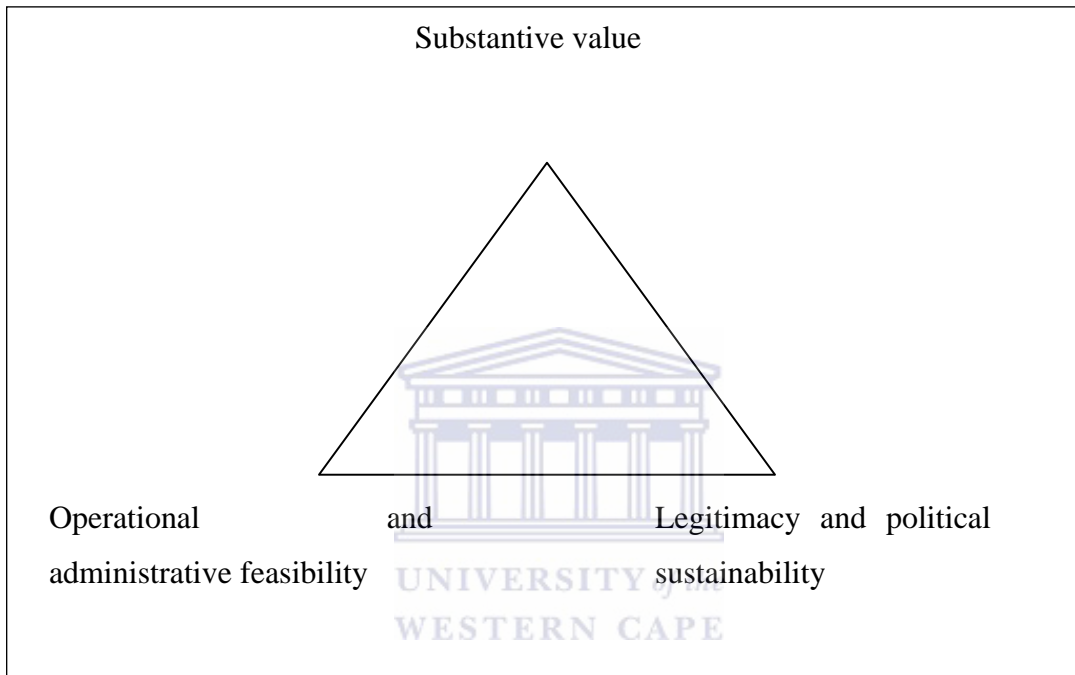 Substantive value
Operational and
administrative feasibility
Legitimacy and political
sustainability
UNIVERSITY of the
WESTERN CAPE